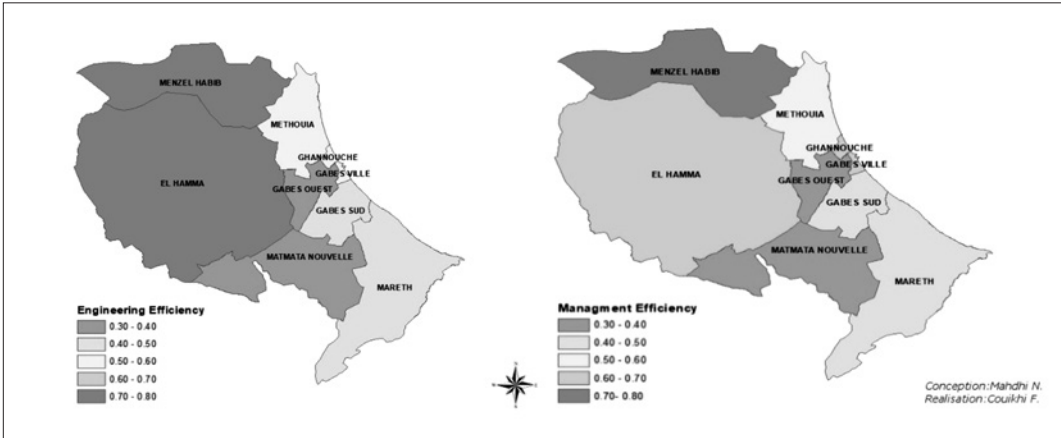 MENZEL HABIB
METHOUIA
GHANNOUCHE
GABES VILLE
EL HAMMA
GABES OUEST
GABES SUD
MATMATA NOUVELLE
MARETH
Engineering Efficiency
0.30 - 0.40
0.40 - 0.50
0.50 - 0.60
0.60 - 0.70
0.70 - 0.80
MENZEL HABIB
METHOUIA
GHANNOUCHE
GABES VILLE
EL HAMMA
GABES OUEST
GABES SUD
MATMATA NOUVELLE
MARETH
Managment Efficiency
0.30 - 0.40
0.40 - 0.50
0.50 - 0.60
0.60 - 0.70
0.70- 0.80
Conception:Mahdhi N.
Realisation:Couikhi F.